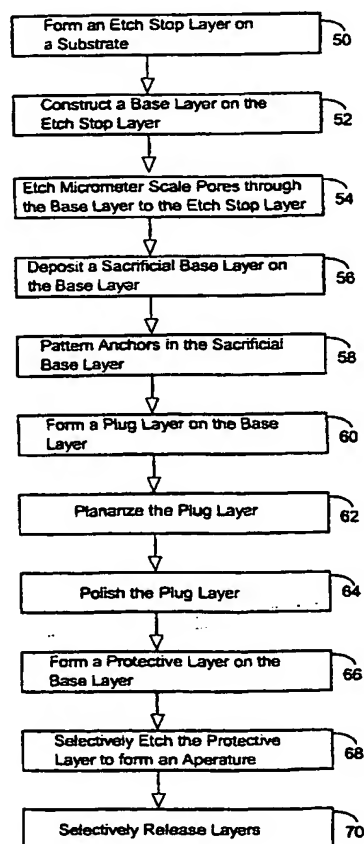 Form an Etch Stop Layer on
a Substrate
50
Construct a Base Layer on the
Etch Stop Layer
52
Etch Micrometer Scale Pores through
the Base Layer to the Etch Stop Layer
54
Deposit a Sacrificial Base Layer on
the Base Layer
56
Pattern Anchors in the Sacrificial
Base Layer
58
Form a Plug Layer on the Base
Layer
60
Planarize the Plug Layer
62
Polish the Plug Layer
64
Form a Protective Layer on the
Base Layer
66
Selectively Etch the Protective
Layer to form an Aperature
68
Selectively Release Layers
70